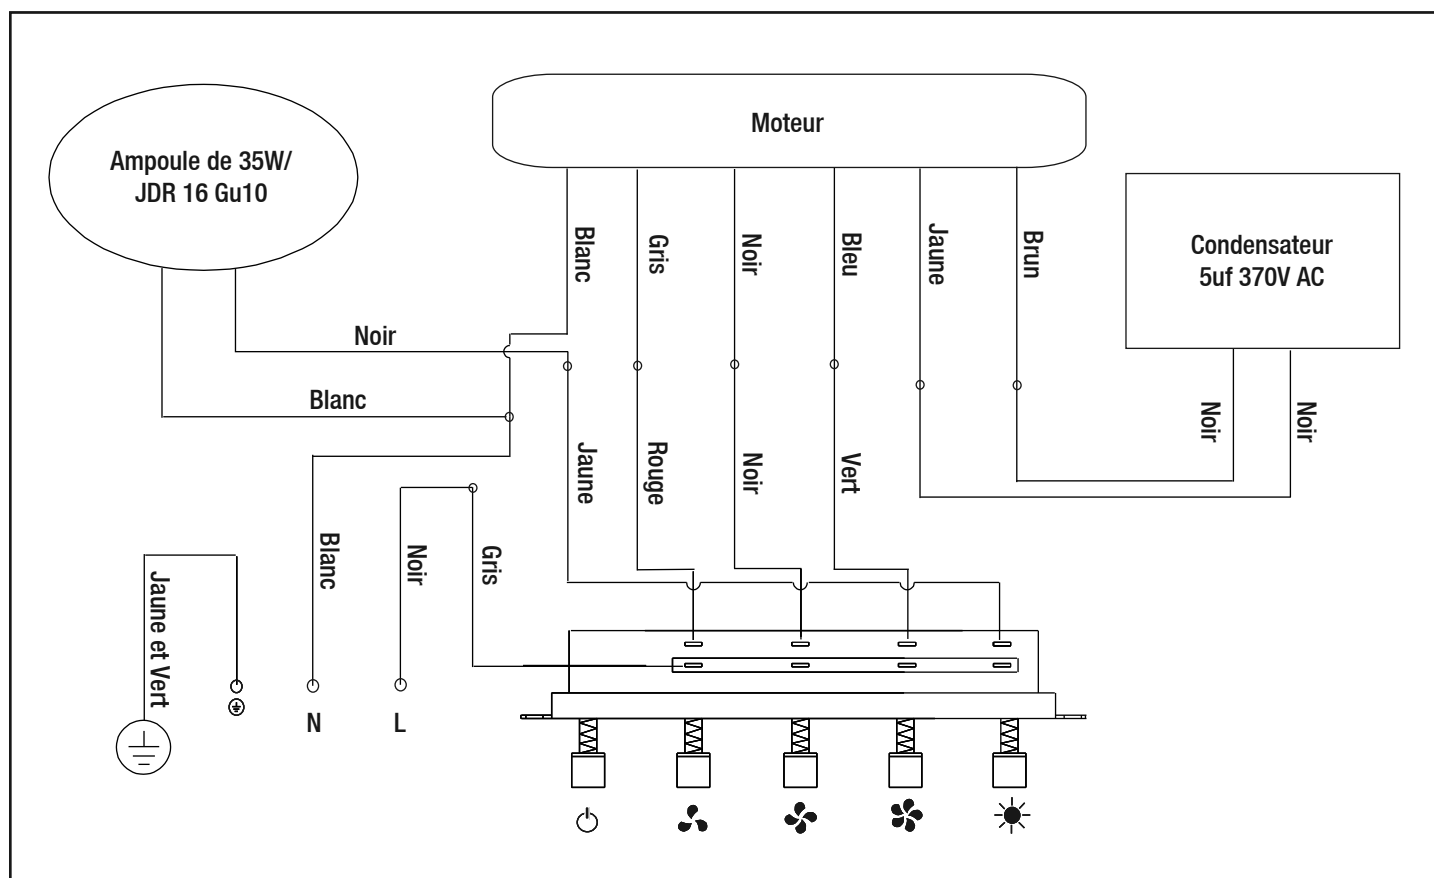 Moteur
Ampoule de 35W/
JDR 16 Gu10
Condensateur
5uf 370V AC
Blanc
Gris
Noir
Bleu
Jaune
Brun
Noir
Blanc
Jaune
Rouge
Noir
Vert
Noir
Noir
Blanc
Noir
Gris
Jaune et Vert
N
L